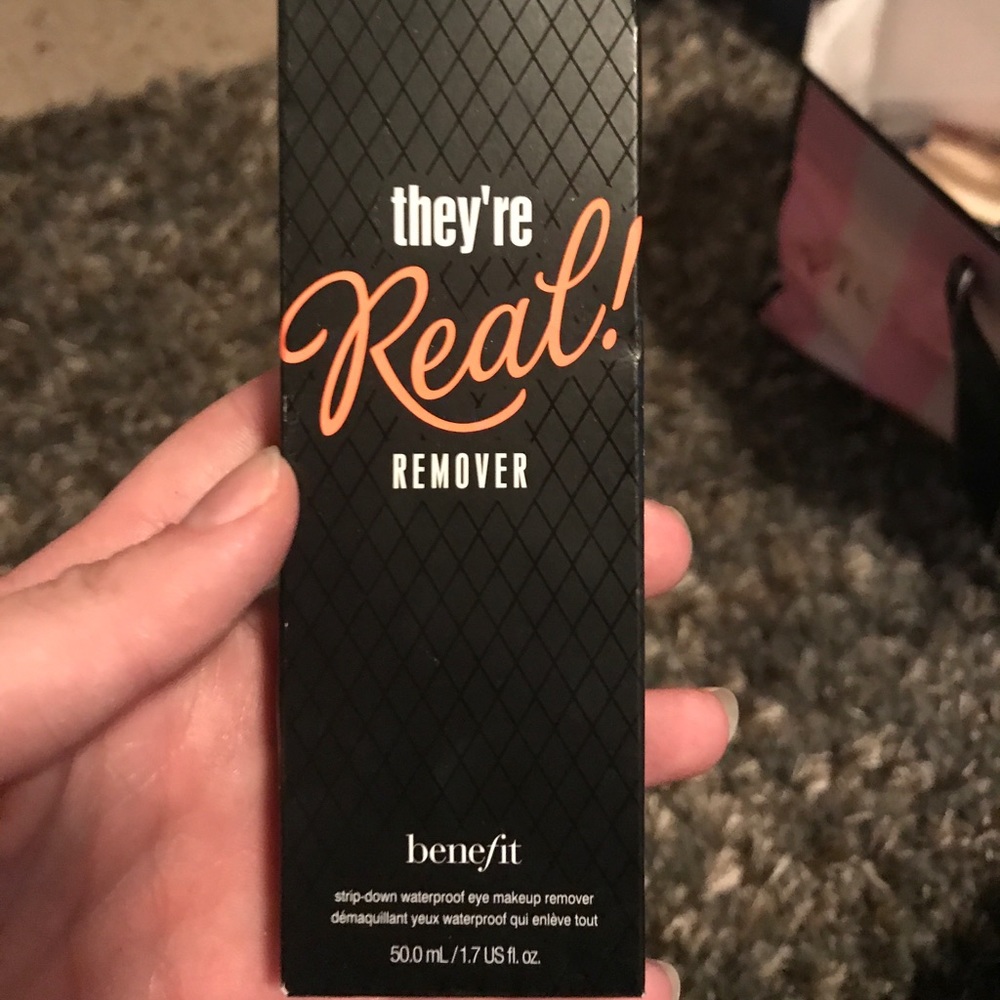 they're
Real!
REMOVER
benefit
strip-down waterproof eye makeup remover
démaquillant yeux waterproof qui enlève tout
50.0 mL / 1.7 US fl. oz.